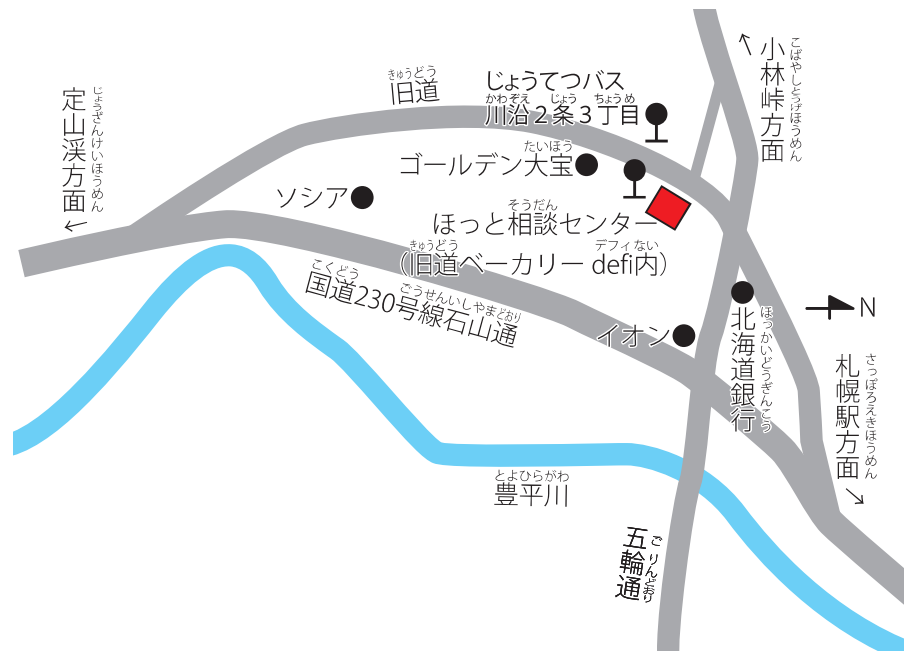 こばやしとうげほうめん
小林峠方面
きゅうどう
旧道
じょうてつバス
かわぞえ じょう ちょうめ
川沿2条3丁目
じょうざんけいほうめん
定山渓方面
たいほう
ゴールデン大宝
ソシア
そうだん
ほっと相談センター
きゅうどう デフィない
(旧道ベーカリー defi内)
こくどう ごうせんいしやまどおり
国道230号線石山通
イオン
ほっかいどうぎんこう
北海道銀行
N
さっぽろえきほうめん
札幌駅方面
とよひらがわ
豊平川
ごりんどおり
五輪通